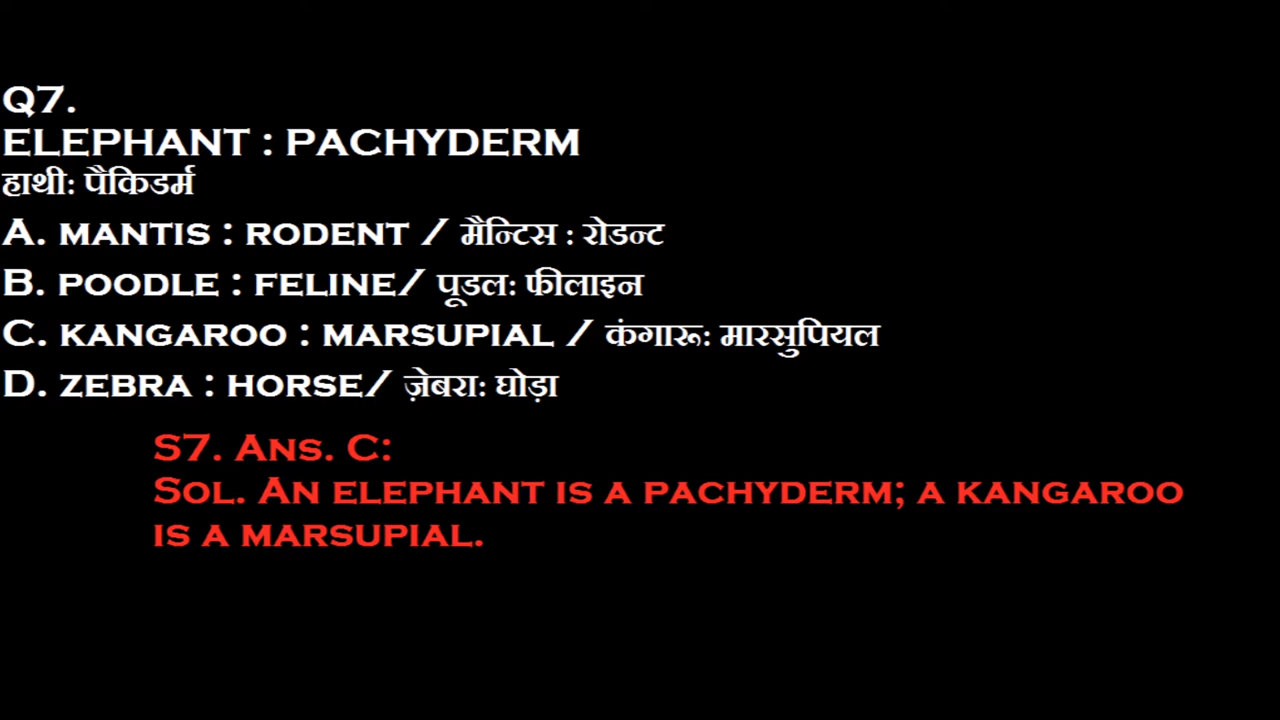 Q7.
ELEPHANT : PACHYDERM
हाथी: पैकिडर्म
A. MANTIS : RODENT / मैन्टिस : रोडन्ट
B. POODLE : FELINE/ पूडल: फीलाइन
C. KANGAROO : MARSUPIAL / कंगारू: मारसुपियल
D. ZEBRA : HORSE/ ज़ेबरा: घोड़ा
S7. ANS. C:
SOL. AN ELEPHANT IS A PACHYDERM; A KANGAROO
IS A MARSUPIAL.